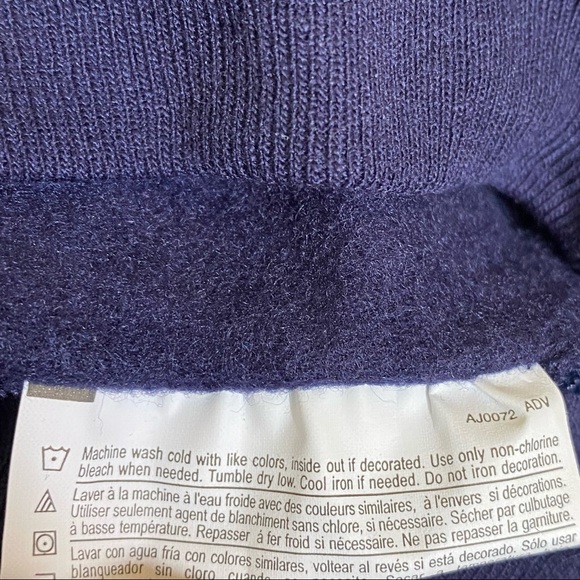 AJ0072 ADV
Machine wash cold with like colors, inside out if decorated. Use only non-chlorine
bleach when needed. Tumble dry low. Cool iron if needed. Do not iron decoration.
Laver à la machine à l'eau froide avec des couleurs similaires, à l'envers si décorations.
Utiliser seulement agent de blanchiment sans chlore, si nécessaire. Sécher par culbutage
à basse température. Repasser á fer froid si nécessaire. Ne pas repasser la garniture.
Lavar con agua fría con colores similares, voltear al revés si está decorado. Sólo usar
blanqueador sin cloro cuando